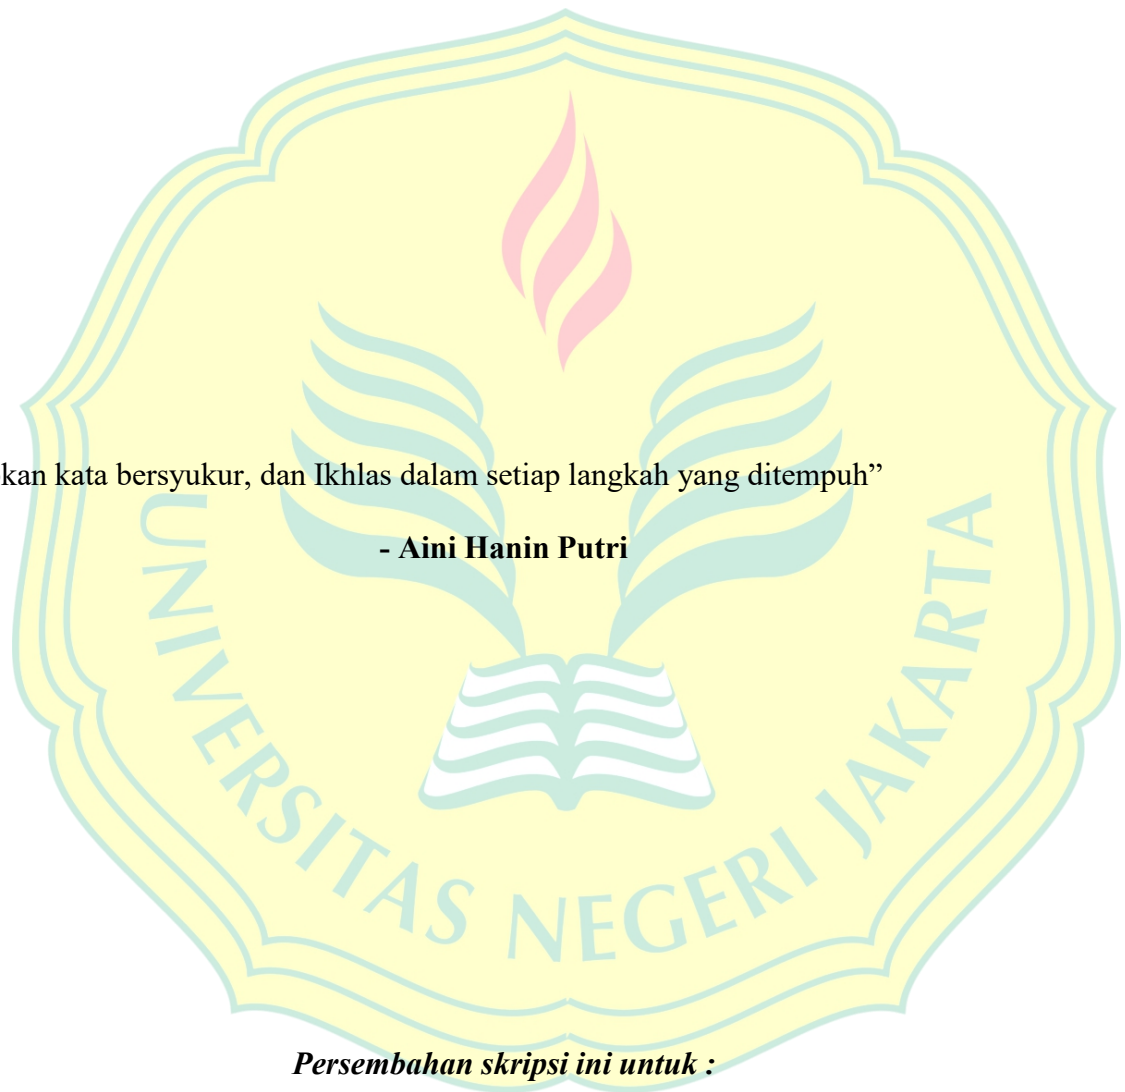 kan kata bersyukur, dan Ikhlas dalam setiap langkah yang ditempuh”
- Aini Hanin Putri
UNIVERSITAS NEGERI JAKARTA
Persembahan skripsi ini untuk :